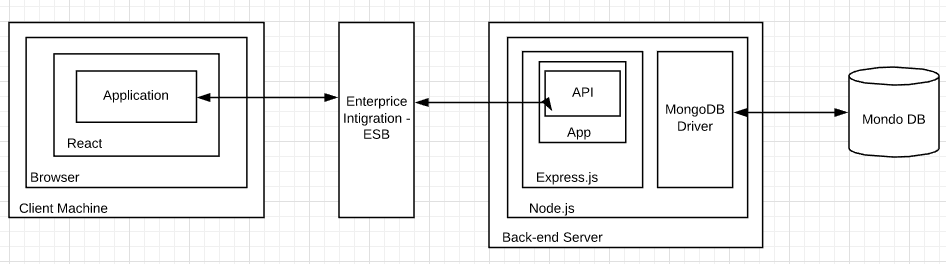 Application
React
Browser
Client Machine
Enterprice
Intigration -
ESB
API
App
Express.js
MongoDB
Driver
Node.js
Back-end Server
Mondo DB